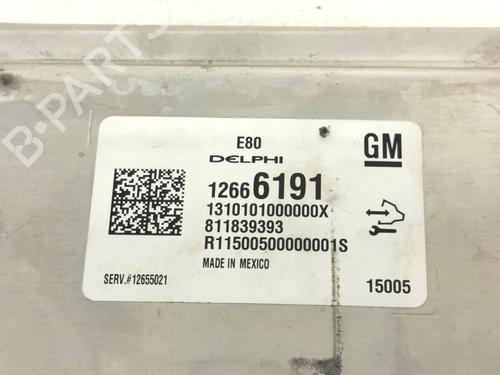 B-PARTS
E80
DELPHI
GM
12666191
1310101000000X
811839393
R11500500000001S
MADE IN MEXICO
SERV.#12655021
15005